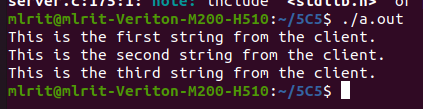 server.c:175:1: note: include "<stdlib.h>" or
mlrit@mlrit-Veriton-M200-H510:~/5C5$ ./a.out
This is the first string from the client.
This is the second string from the client.
This is the third string from the client.
mlrit@mlrit-Veriton-M200-H510:~/5C5$